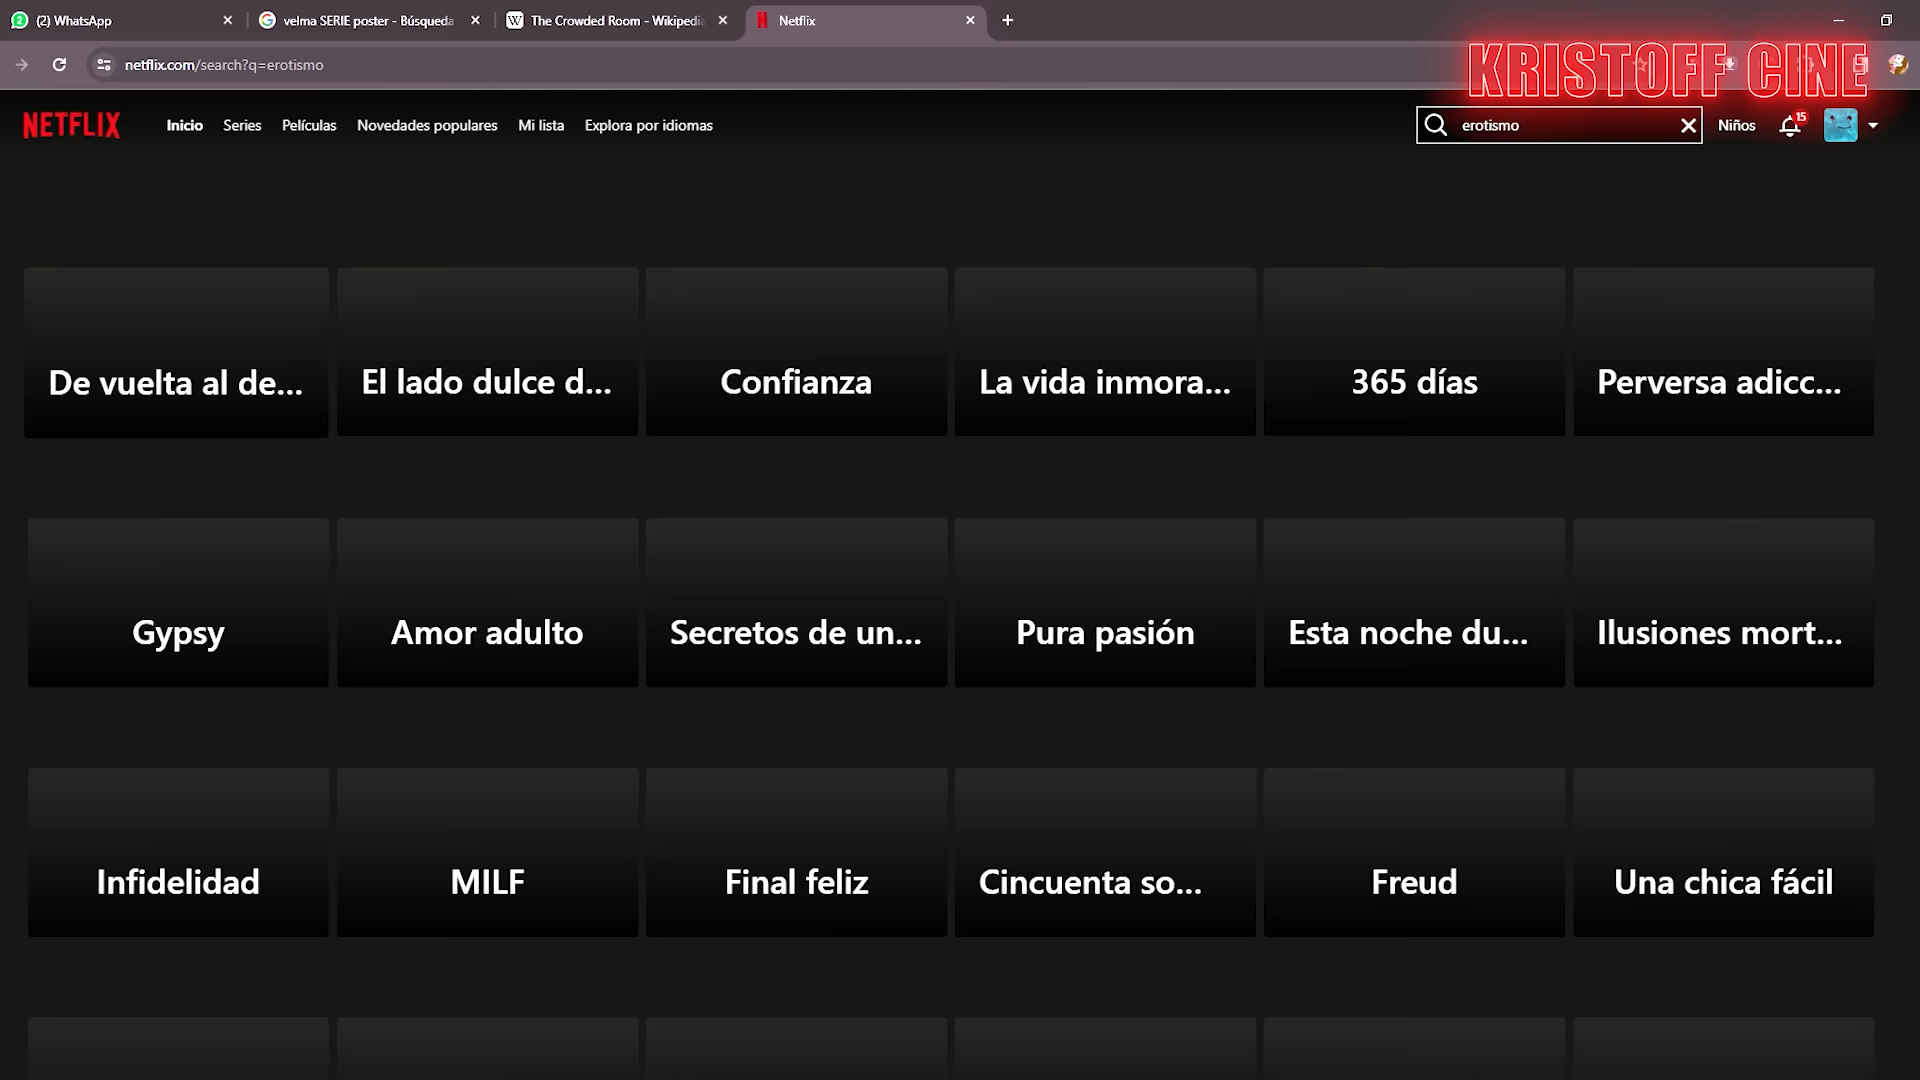 (2) WhatsApp
velma SERIE poster - Búsqueda
The Crowded Room - Wikipedia
Netflix
netflix.com/search?q=erotismo
KRISTOFF CINE
NETFLIX
Inicio
Series
Películas
Novedades populares
Mi lista
Explora por idiomas
erotismo
Niños
15
De vuelta al de...
El lado dulce d...
Confianza
La vida inmora...
365 días
Perversa adicc...
Gypsy
Amor adulto
Secretos de un...
Pura pasión
Esta noche du...
Ilusiones mort...
Infidelidad
MILF
Final feliz
Cincuenta so...
Freud
Una chica fácil